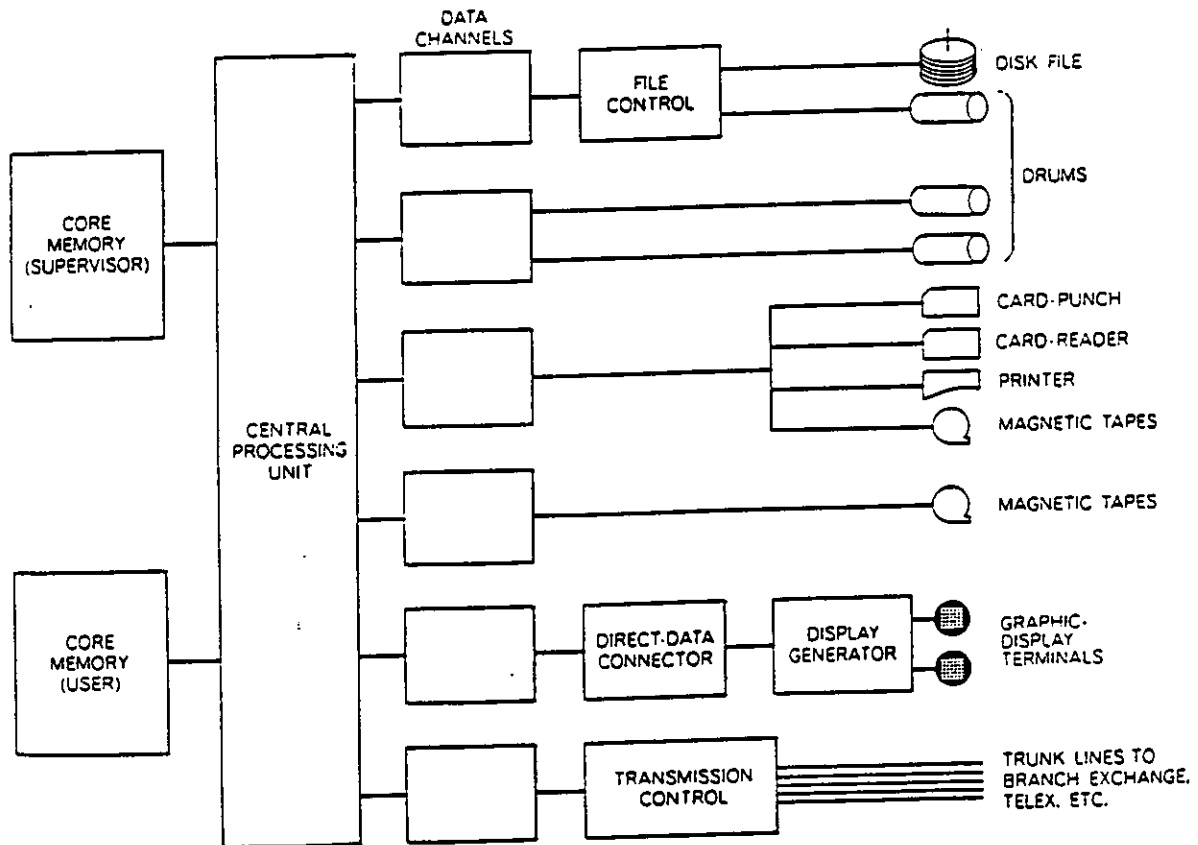 DATA
CHANNELS
FILE
CONTROL
DISK FILE
DRUMS
CORE
MEMORY
(SUPERVISOR)
CARD-PUNCH
CARD-READER
PRINTER
MAGNETIC TAPES
CENTRAL
PROCESSING
UNIT
MAGNETIC TAPES
CORE
MEMORY
(USER)
DIRECT-DATA
CONNECTOR
DISPLAY
GENERATOR
GRAPHIC-
DISPLAY
TERMINALS
TRANSMISSION
CONTROL
TRUNK LINES TO
BRANCH EXCHANGE,
TELEX, ETC.